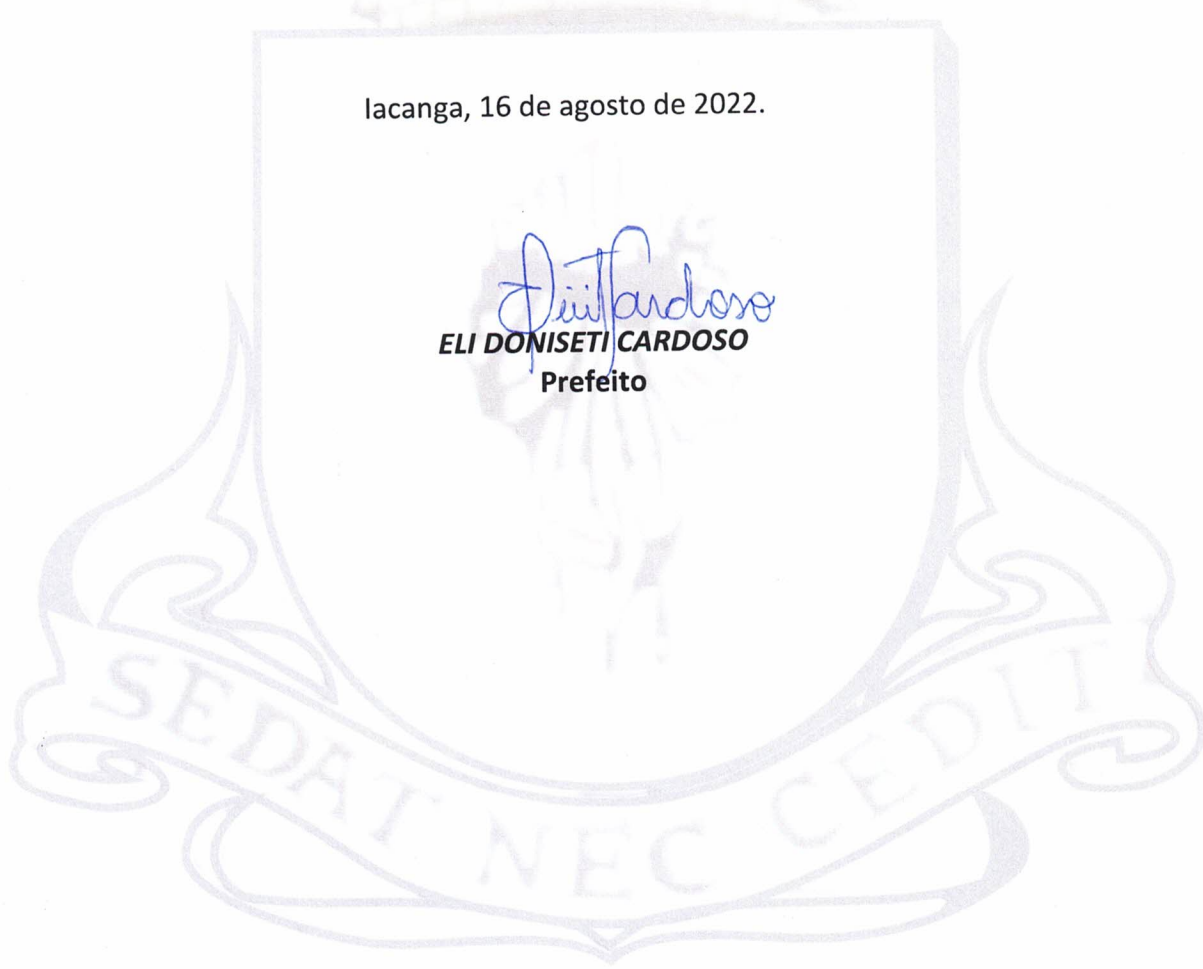 Iacanga, 16 de agosto de 2022.
ELI DONISETI CARDOSO
Prefeito
SEDAT NEC CEDIT